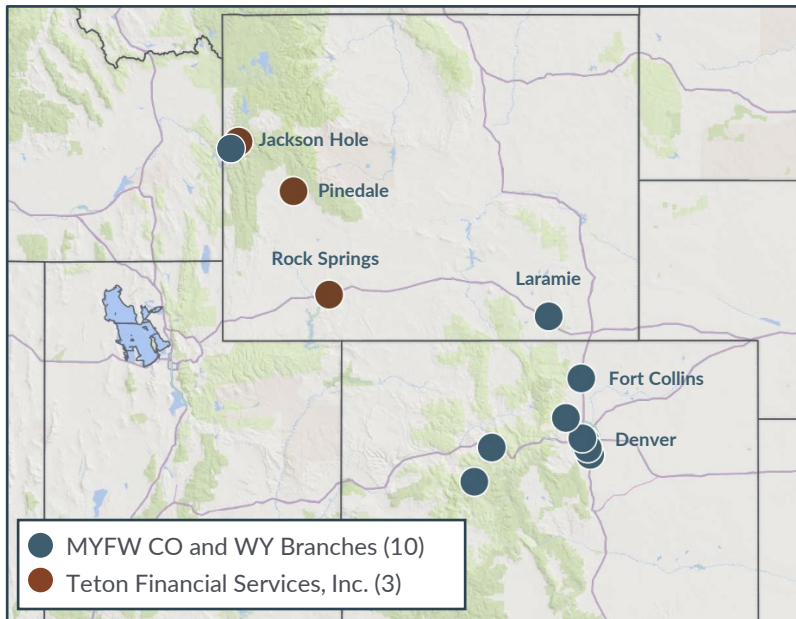 Jackson Hole
Pinedale
Rock Springs
Laramie
Fort Collins
Denver
MYFW CO and WY Branches (10)
Teton Financial Services, Inc. (3)